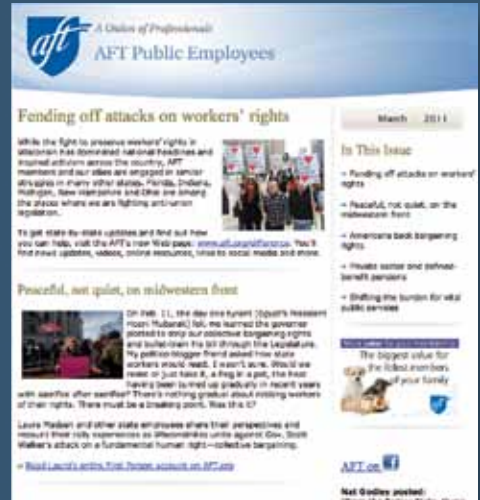 aft
A Union of Professionals
AFT Public Employees
Fending off attacks on workers' rights
While the fight to preserve workers' rights in
Wisconsin has dominated national headlines and
inspired activism across the country, AFT
members and our allies are engaged in similar
struggles in many other states. Florida, Indiana,
Michigan, New Hampshire and Ohio are among
the places where we are fighting anti-union
legislation.
To get state-by-state updates and find out how
you can help, visit the AFT's new Web page: www.aft.org/difference. You'll
find news updates, videos, online resources, links to social media and more.
Peaceful, not quiet, on midwestern front
On Feb. 11, the day one tyrant (Egypt's President
Hosni Mubarak) fell, we learned the governor
plotted to strip our collective bargaining rights
and bullet-train his bill through the Legislature.
My political-blogger friend asked how state
workers would react. I wasn't sure. Would we
resist or just take it, a frog in a pot, the heat
having been turned up gradually in recent years
with sacrifice after sacrifice? There's nothing gradual about robbing workers
of their rights. There must be a breaking point. Was this it?
Laura Madsen and other state employees share their perspectives and
recount their rally experiences as Wisconsinites unite against Gov. Scott
Walker's attack on a fundamental human right—collective bargaining.
» Read Laura's entire First Person account on AFT.org
March 2011
In This Issue
» Fending off attacks on workers'
rights
» Peaceful, not quiet, on the
midwestern front
» Americans back bargaining
rights
» Private sector and defined-
benefit pensions
» Shifting the burden for vital
public services
The biggest value for
the littlest members
of your family
AFT on
Nat Godley posted: